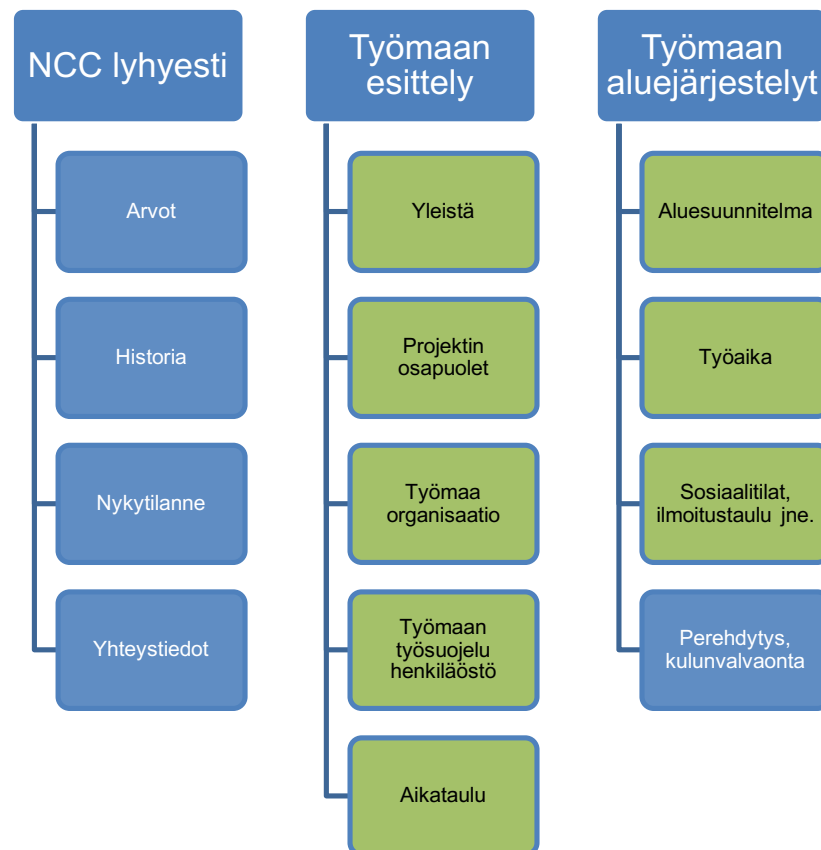 NCC lyhyesti
Arvot
Historia
Nykytilanne
Yhteystiedot
Työmaan
esittely
Yleistä
Projektin
osapuolet
Työmaa
organisaatio
Työmaan
työsuojelu
henkiläöstö
Aikataulu
Työmaan
aluejärjestelyt
Aluesuunnitelma
Työaika
Sosiaalitilat,
ilmoitustaulu jne.
Perehdytys,
kulunvalvaonta